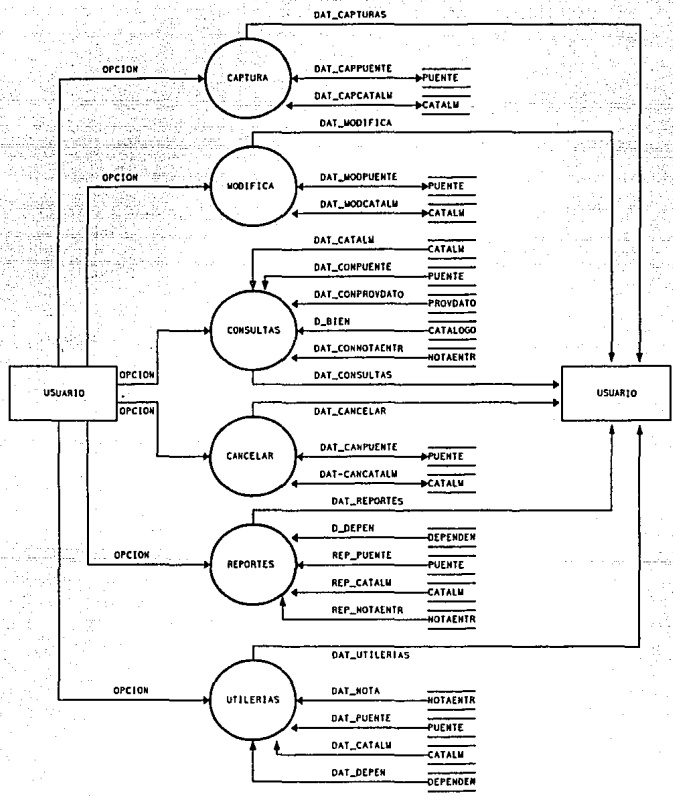 DAT_CAPTURAS
OPCION
CAPTURA
DAT_CAPPUENTE
PUENTE
DAT_CAPCATALM
CATALM
DAT_MODIFICA
OPCION
MODIFICA
DAT_MODPUENTE
PUENTE
DAT_MODCATALM
CATALM
DAT_CATALM
CATALM
DAT_CONPUENTE
PUENTE
DAT_CONPROVDATO
PROVDATO
CONSULTAS
D_BIEN
CATALOGO
DAT_CONNOTAENTR
NOTAENTR
OPCION
DAT_CONSULTAS
USUARIO
USUARIO
OPCION
DAT_CANCELAR
CANCELAR
DAT_CANPUENTE
PUENTE
DAT-CANCATALM
CATALM
DAT_REPORTES
D_DEPEN
DEPENDEN
OPCION
REPORTES
REP_PUENTE
PUENTE
REP_CATALM
CATALM
REP_NOTAENTR
NOTAENTR
DAT_UTILERIAS
OPCION
UTILERIAS
DAT_NOTA
NOTAENTR
DAT_PUENTE
PUENTE
DAT_CATALM
CATALM
DAT_DEPEN
DEPENDEN